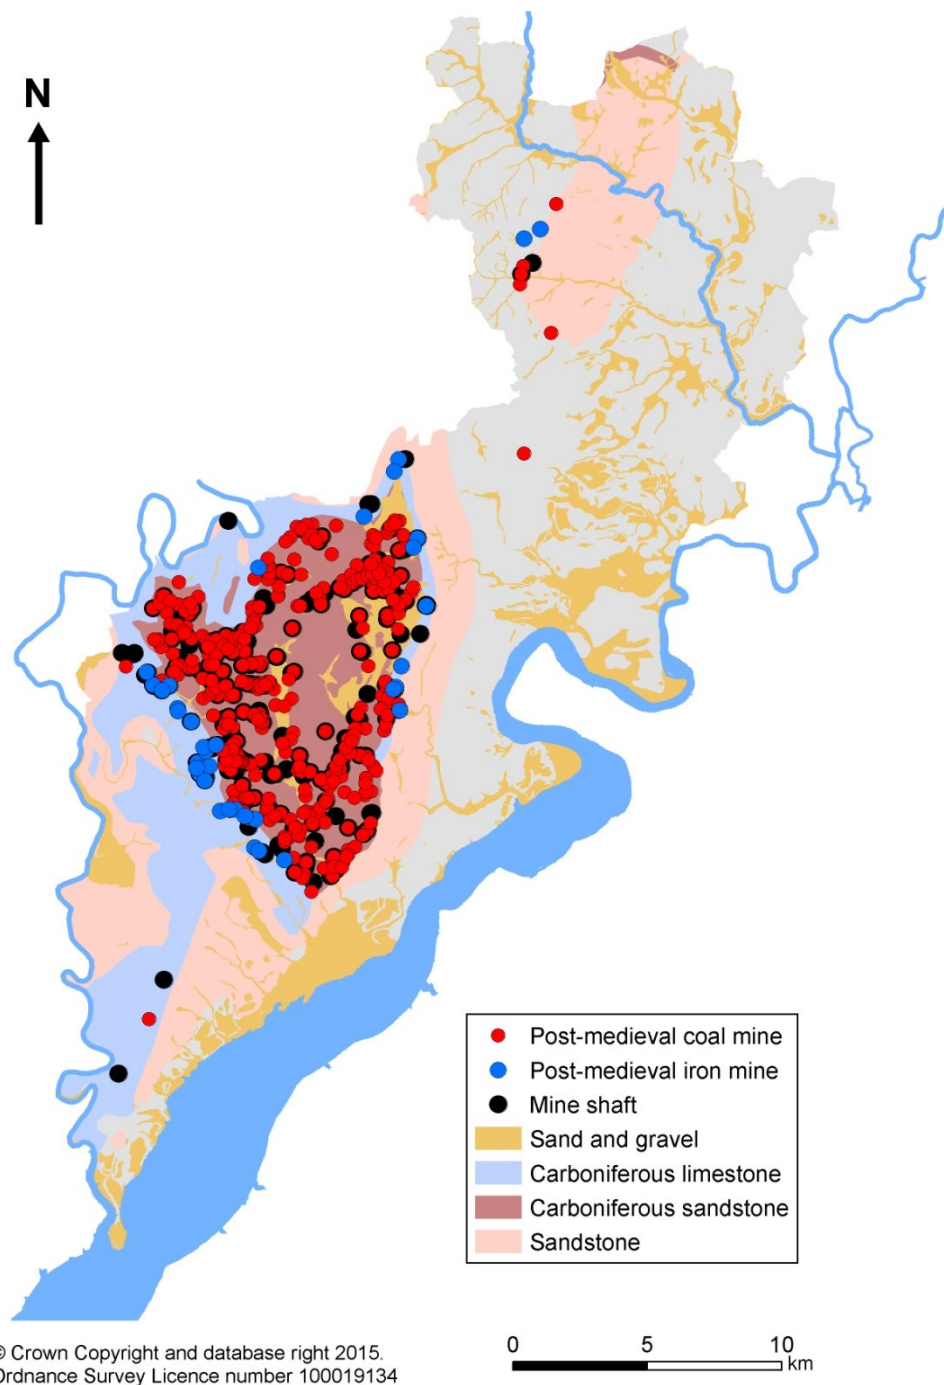 N
Post-medieval coal mine
Post-medieval iron mine
Mine shaft
Sand and gravel
Carboniferous limestone
Carboniferous sandstone
Sandstone
© Crown Copyright and database right 2015.
Ordnance Survey Licence number 100019134
0 5 10
km